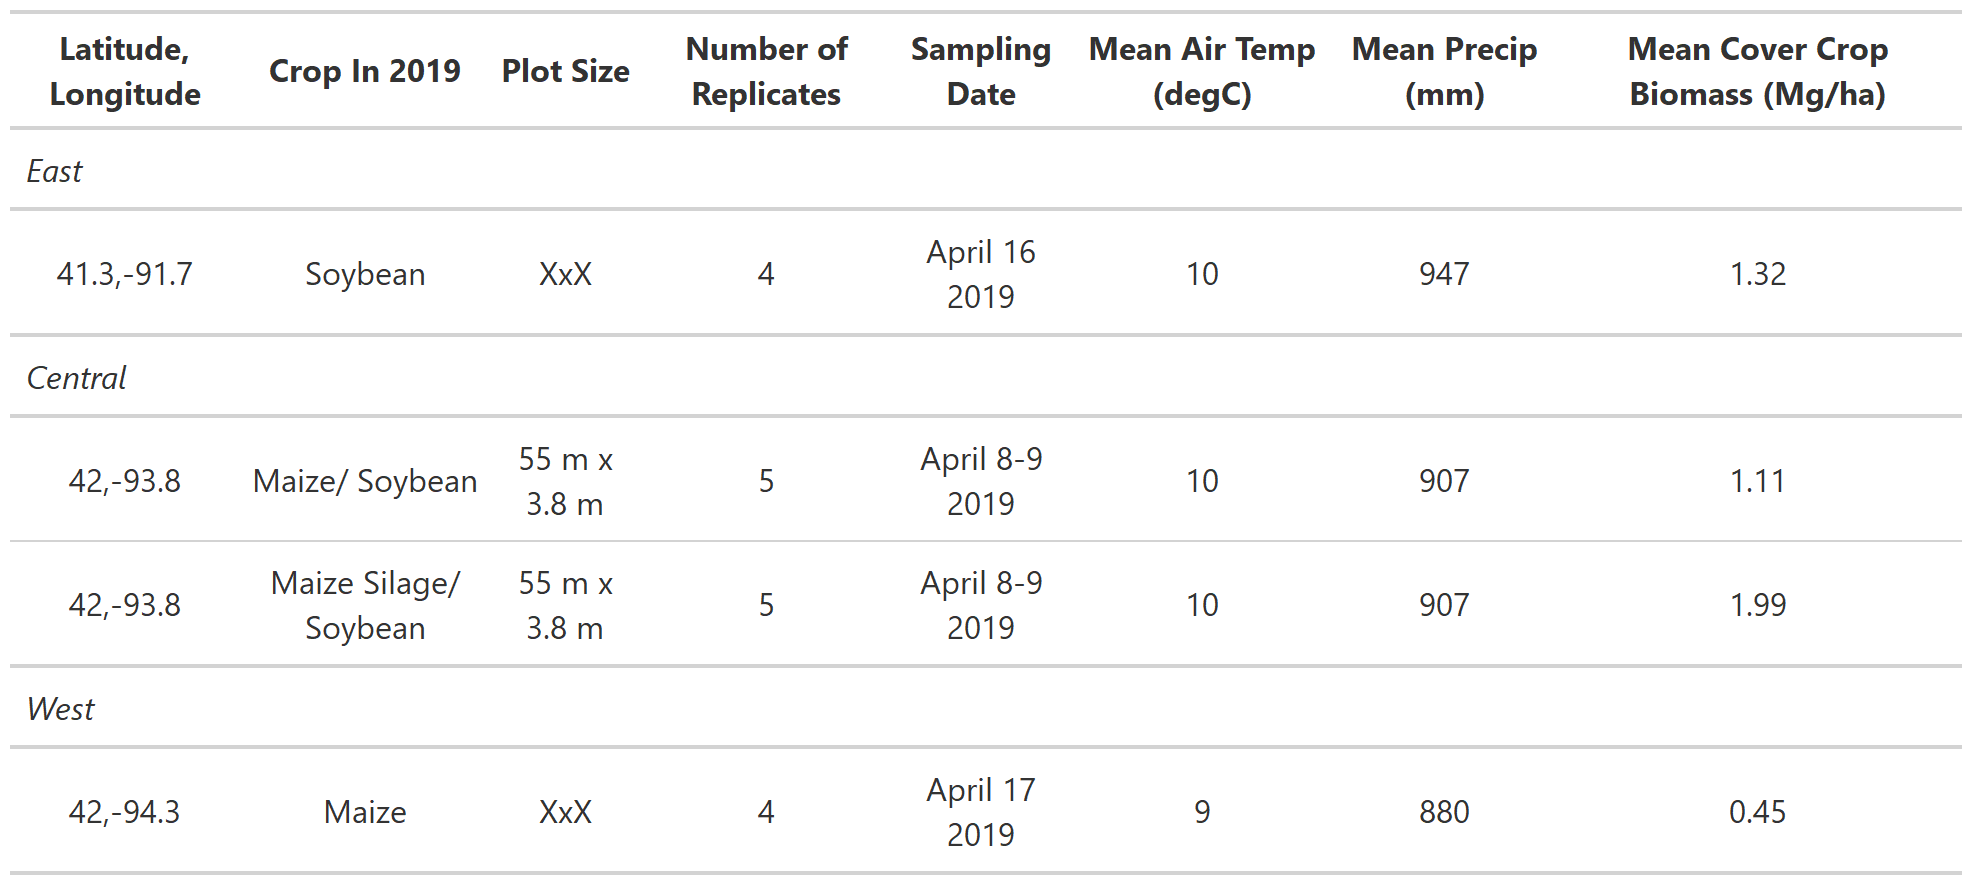 Latitude, Longitude Crop In 2019 Plot Size Number of Replicates Sampling Date Mean Air Temp (degC) Mean Precip (mm) Mean Cover Crop Biomass (Mg/ha)
East
41.3,-91.7 Soybean XxX 4 April 16 2019 10 947 1.32
Central
42,-93.8 Maize/ Soybean 55 m x 3.8 m 5 April 8-9 2019 10 907 1.11
42,-93.8 Maize Silage/ Soybean 55 m x 3.8 m 5 April 8-9 2019 10 907 1.99
West
42,-94.3 Maize XxX 4 April 17 2019 9 880 0.45